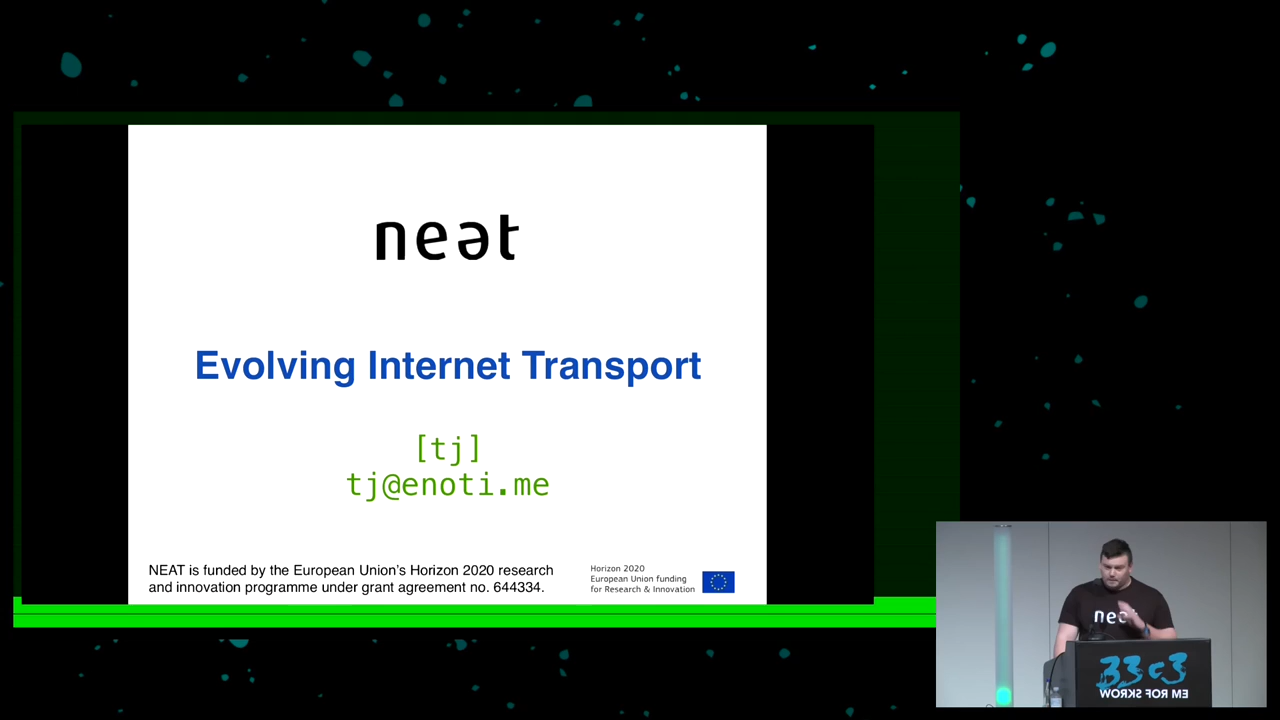 neat
Evolving Internet Transport
[tj]
tj@enoti.me
NEAT is funded by the European Union's Horizon 2020 research
and innovation programme under grant agreement no. 644334.
Horizon 2020
European Union funding
for Research & Innovation
33c3
WORKS FOR ME